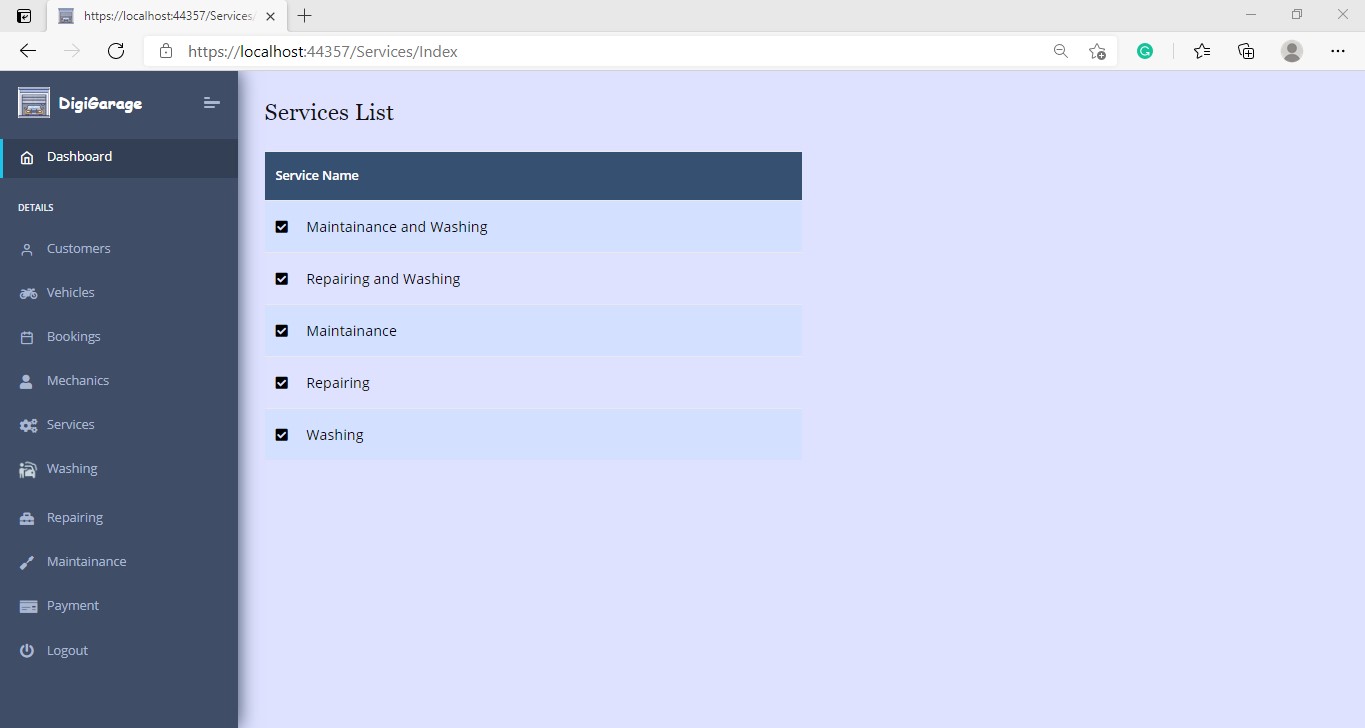 https://localhost:44357/Services/
https://localhost:44357/Services/Index
DigiGarage
Dashboard
DETAILS
Customers
Vehicles
Bookings
Mechanics
Services
Washing
Repairing
Maintainance
Payment
Logout
Services List
Service Name
Maintainance and Washing
Repairing and Washing
Maintainance
Repairing
Washing